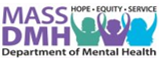 MASS
HOPE • EQUITY • SERVICE
DMH
Department of Mental Health